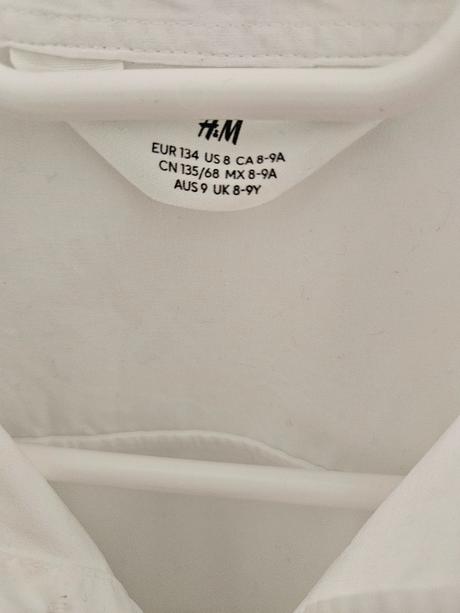 H&M
EUR 134 US 8 CA 8-9A
CN 135/68 MX 8-9A
AUS 9 UK 8-9Y